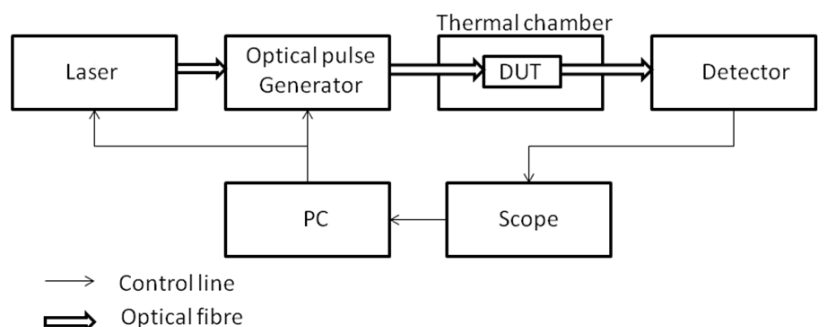 Thermal chamber
Laser
Optical pulse
Generator
DUT
Detector
PC
Scope
Control line
Optical fibre